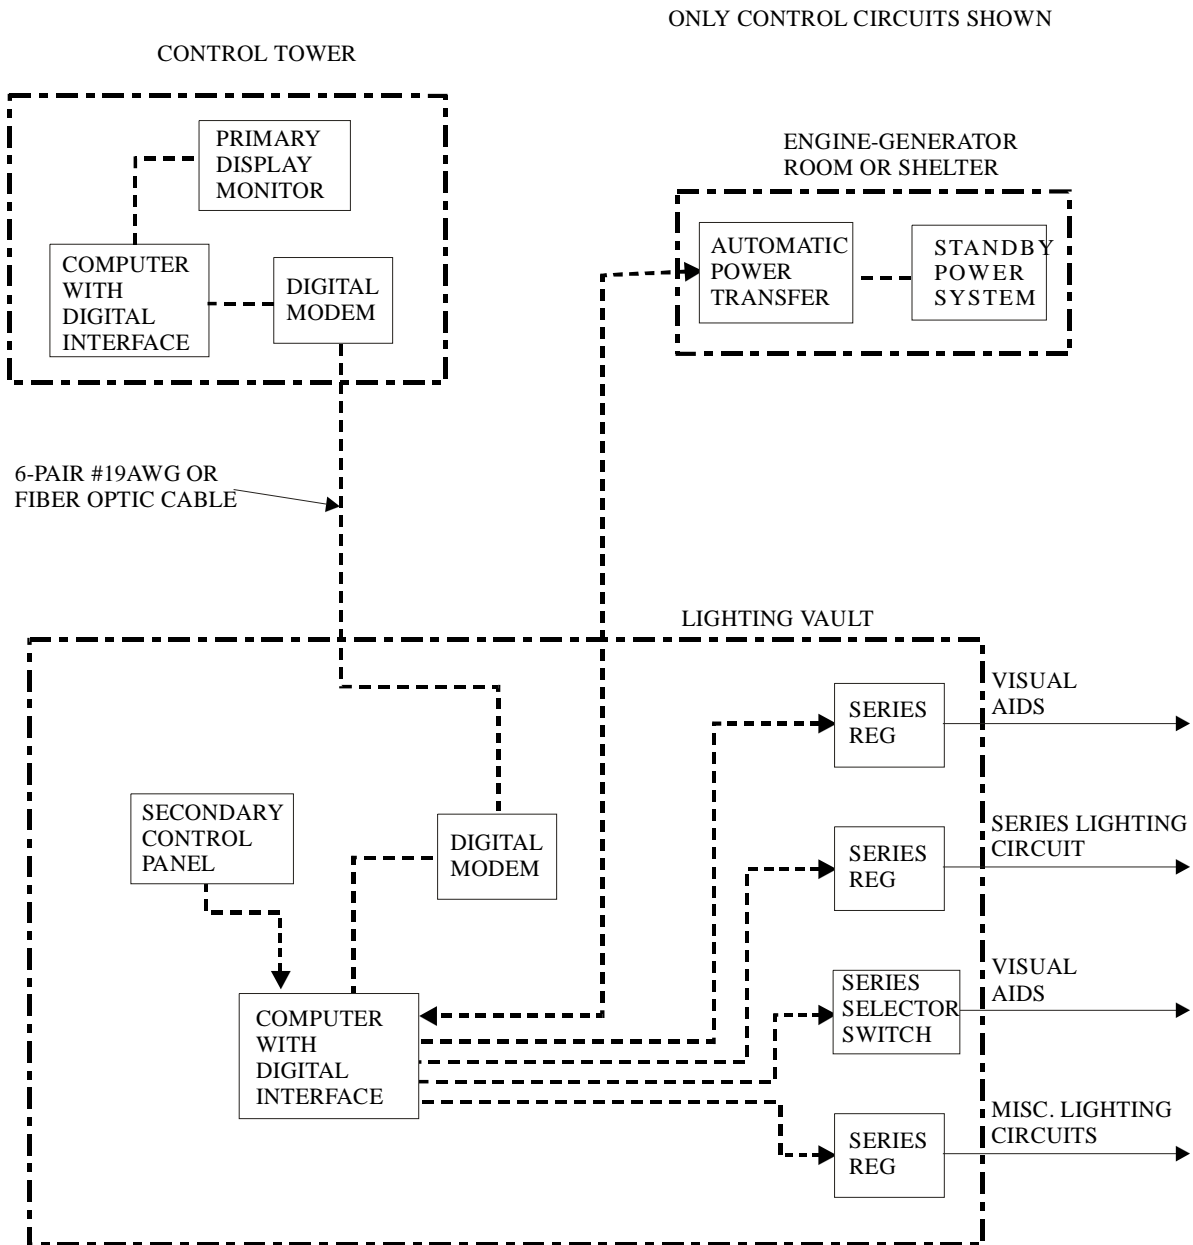 ONLY CONTROL CIRCUITS SHOWN
CONTROL TOWER
PRIMARY
DISPLAY
MONITOR
COMPUTER
WITH
DIGITAL
INTERFACE
DIGITAL
MODEM
ENGINE-GENERATOR
ROOM OR SHELTER
AUTOMATIC
POWER
TRANSFER
STANDBY
POWER
SYSTEM
6-PAIR #19AWG OR
FIBER OPTIC CABLE
LIGHTING VAULT
SERIES
REG
VISUAL
AIDS
SECONDARY
CONTROL
PANEL
DIGITAL
MODEM
SERIES
REG
SERIES LIGHTING
CIRCUIT
SERIES
SELECTOR
SWITCH
VISUAL
AIDS
COMPUTER
WITH
DIGITAL
INTERFACE
SERIES
REG
MISC. LIGHTING
CIRCUITS